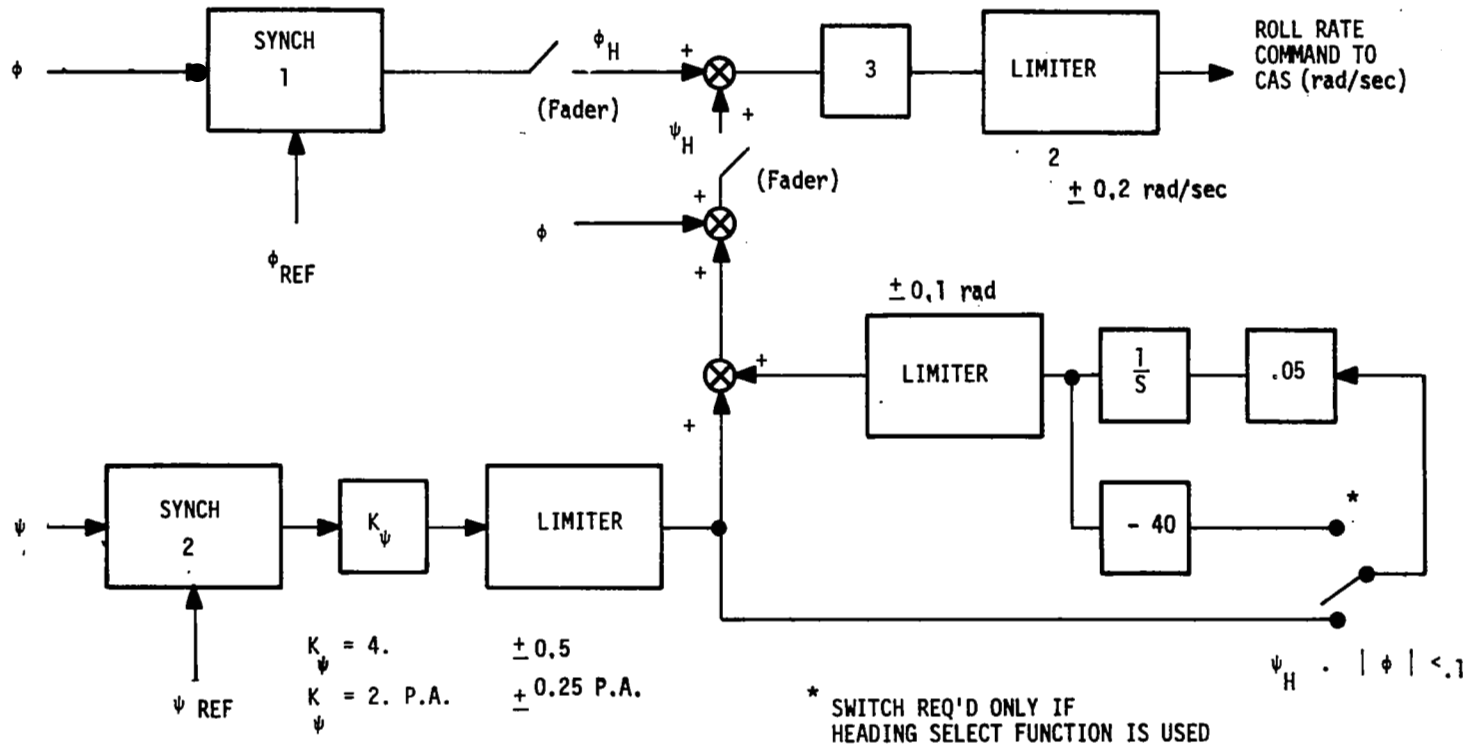 SYNCH
1
ϕ
ϕ_H
(Fader)
ϕ_REF
+
3
LIMITER
2
± 0.2 rad/sec
ROLL RATE
COMMAND TO
CAS (rad/sec)
+
ψ_H
(Fader)
+
ϕ
+
± 0.1 rad
LIMITER
1
S
.05
+
+
- 40
*
ψ
SYNCH
2
K_ψ
LIMITER
ψ REF
K_ψ = 4.
± 0.5
K_ψ = 2. P.A.
± 0.25 P.A.
ψ_H . | ϕ | < .1
* SWITCH REQ'D ONLY IF
HEADING SELECT FUNCTION IS USED